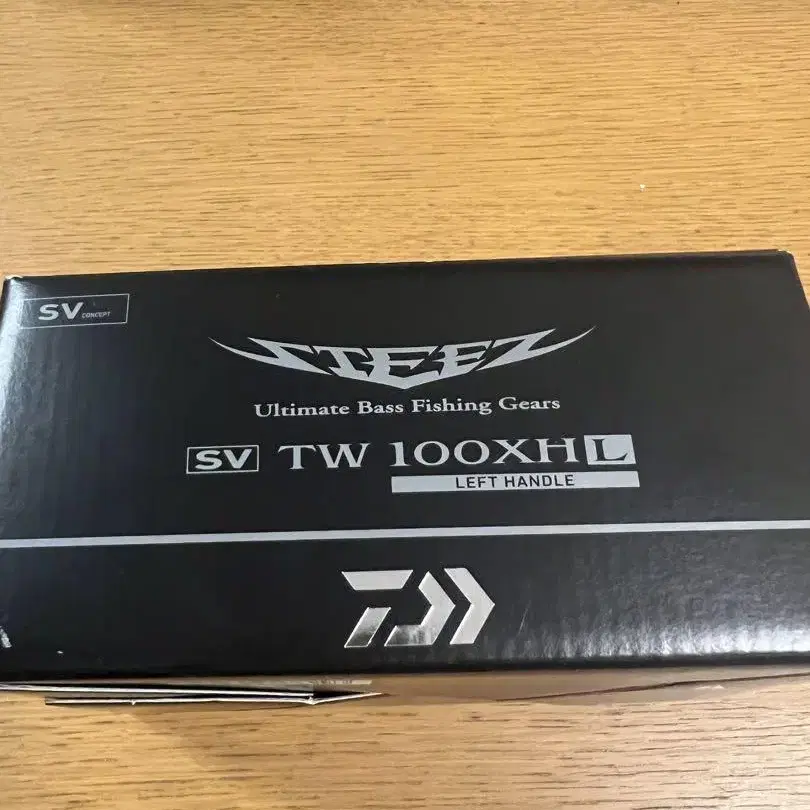 SV CONCEPT
STEEZ
Ultimate Bass Fishing Gears
SV TW 100XHL
LEFT HANDLE